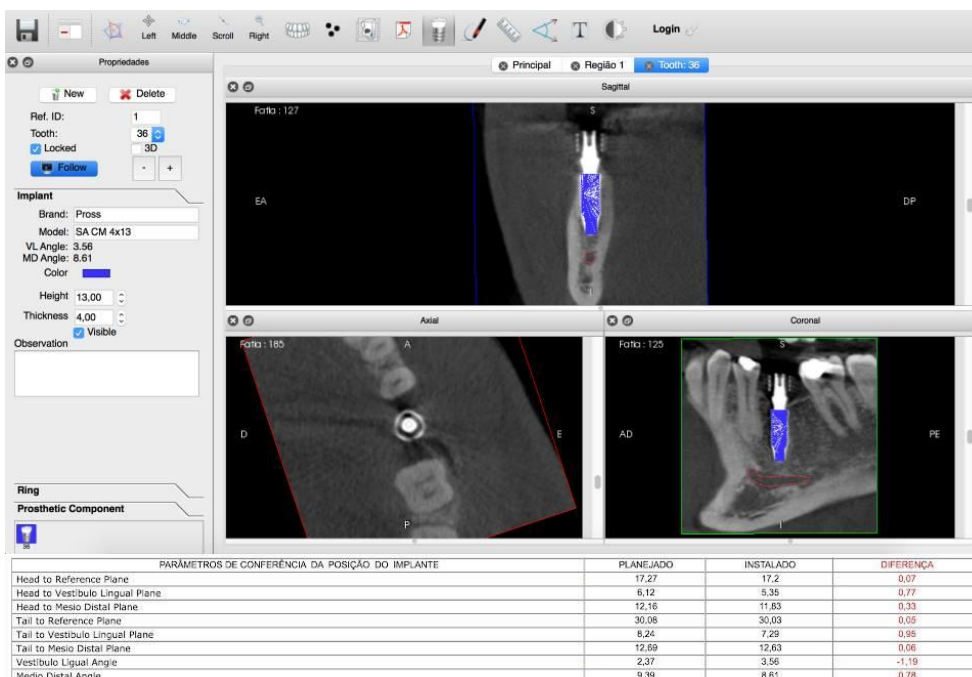 Left Middle Scroll Right T Login
Propriedades
Principal Região 1 Tooth: 36
New Delete
Sagittal
Ref. ID: 1
Fatia : 127 S
Tooth: 36
Locked 3D
Follow - +
Implant
EA DP
Brand: Pross
Model: SA CM 4x13
VL Angle: 3.56
MD Angle: 8.61
Color
I
Height 13,00
Thickness 4,00
Axial Coronal
Visible
Observation
Fatia : 185 A Fatia : 125 S
D E AD PE
Ring
Prosthetic Component
P I
36
PARÂMETROS DE CONFERÊNCIA DA POSIÇÃO DO IMPLANTE PLANEJADO INSTALADO DIFERENÇA
Head to Reference Plane 17,27 17,2 0,07
Head to Vestíbulo Lingual Plane 6,12 5,35 0,77
Head to Mesio Distal Plane 12,16 11,83 0,33
Tail to Reference Plane 30,08 30,03 0,05
Tail to Vestíbulo Lingual Plane 8,24 7,29 0,95
Tail to Mesio Distal Plane 12,69 12,63 0,06
Vestíbulo Ligual Angle 2,37 3,56 -1,19
Medio Distal Angle 9,39 8,61 0,78